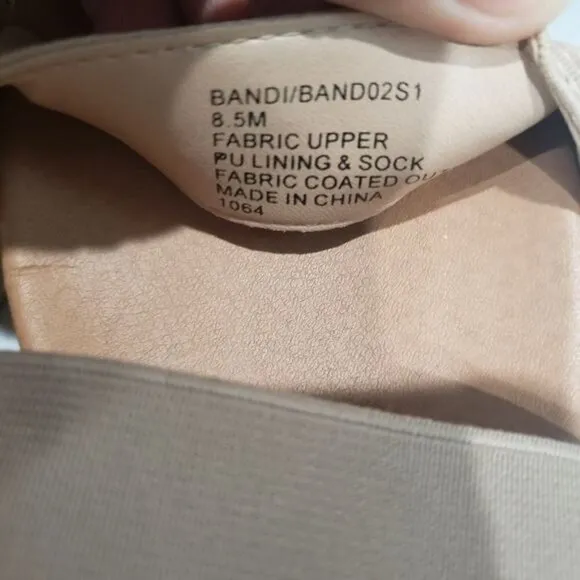 BANDI/BAND02S1
8.5M
FABRIC UPPER
PU LINING & SOCK
FABRIC COATED
MADE IN CHINA
1064